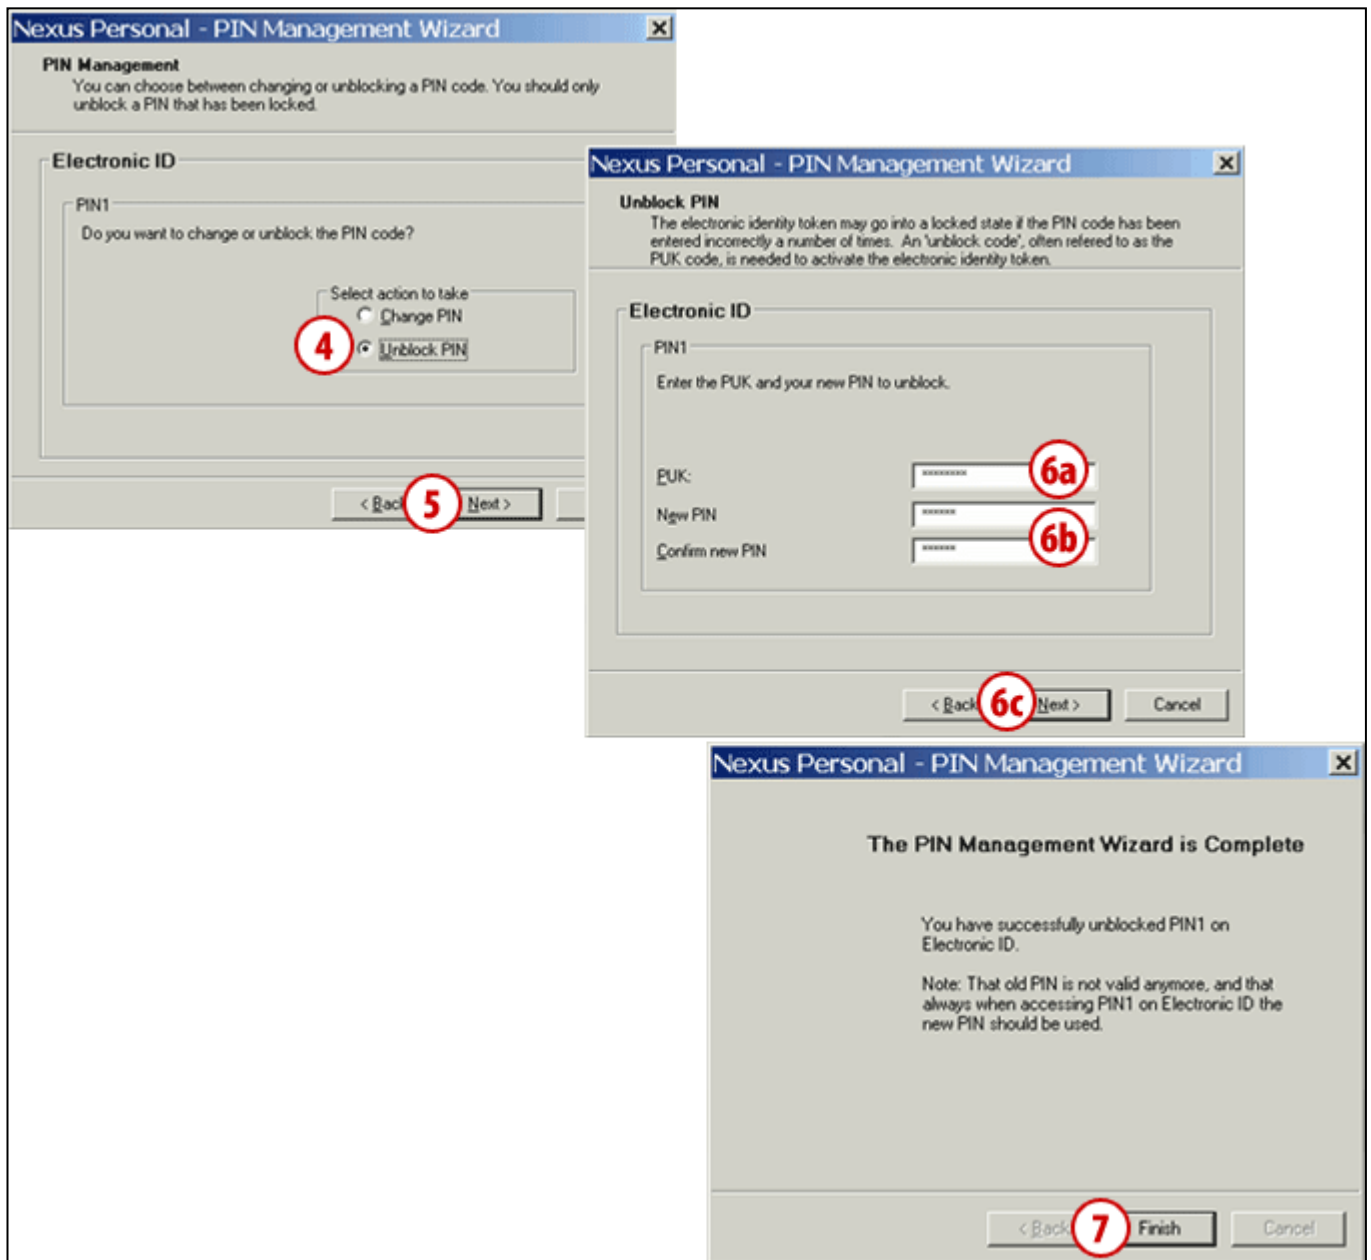 Nexus Personal - PIN Management Wizard
PIN Management
You can choose between changing or unblocking a PIN code. You should only
unblock a PIN that has been locked.
Electronic ID
PIN1
Do you want to change or unblock the PIN code?
Select action to take
Change PIN
4
Unblock PIN
< Back
5
Next >
Nexus Personal - PIN Management Wizard
Unblock PIN
The electronic identity token may go into a locked state if the PIN code has been
entered incorrectly a number of times. An 'unblock code', often refered to as the
PUK code, is needed to activate the electronic identity token.
Electronic ID
PIN1
Enter the PUK and your new PIN to unblock.
PUK:
xxxxxxxx
6a
New PIN
xxxxxx
6b
Confirm new PIN
xxxxxx
< Back
6c
Next >
Cancel
Nexus Personal - PIN Management Wizard
The PIN Management Wizard is Complete
You have successfully unblocked PIN1 on
Electronic ID.
Note: That old PIN is not valid anymore, and that
always when accessing PIN1 on Electronic ID the
new PIN should be used.
< Back
7
Finish
Cancel